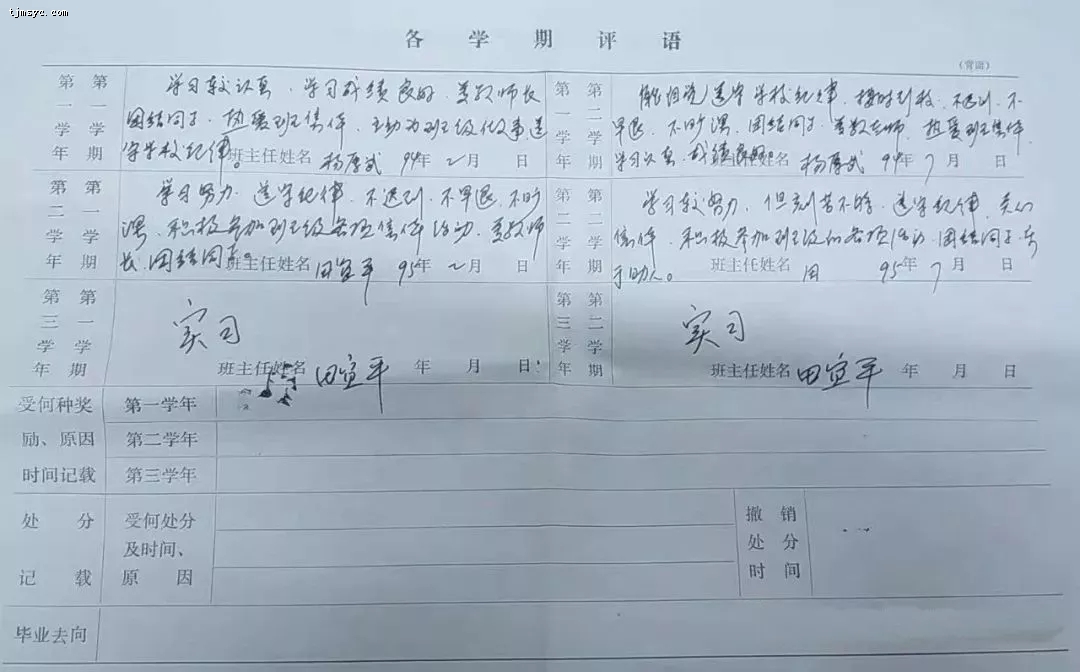 tjmsyc.com
各学期评语
（背面）
第一学年
第一学期
学习较认真、学习成绩良好、尊敬师长
团结同学、热爱班集体、主动为班级做事、遵
守学校纪律。
班主任姓名 杨厚武 94年2月 日
第一学年
第二学期
能自觉遵守学校纪律、按时到校、不迟到、不
早退、不旷课、团结同学、尊敬老师、热爱班集体
学习认真、成绩良好。
班主任姓名 杨厚武 94年7月 日
第二学年
第一学期
学习努力、遵守纪律、不迟到、不早退、不旷
课、积极参加班级各项集体活动、尊敬师
长、团结同学。
班主任姓名 田宜平 95年2月 日
第二学年
第二学期
学习较努力、但刻苦不够、遵守纪律、关心
集体、积极参加班级的各项活动、团结同学、乐
于助人。
班主任姓名 田 95年7月 日
第三学年
第一学期
实习
班主任姓名 田宜平 年 月 日
第三学年
第二学期
实习
班主任姓名 田宜平 年 月 日
受何种奖
励、原因
时间记载
第一学年
第二学年
第三学年
处分
记载
受何处分
及时间、
原因
撤销
处分
时间
毕业去向